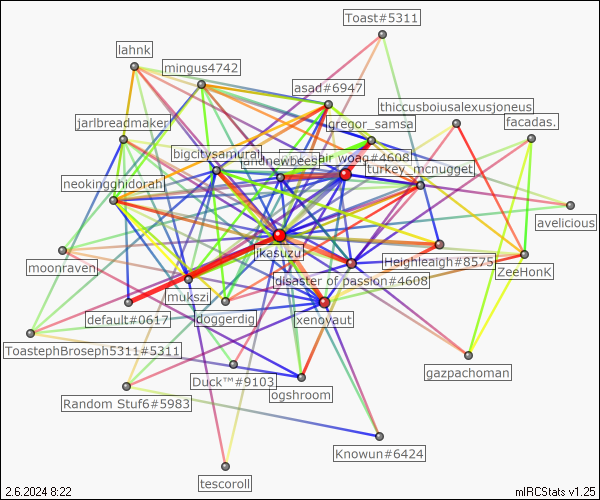 Toast#5311
lahnk
mingus4742
asad#6947
thiccusboiusalexusjoneus
gregor_samsa
facadas.
jarlbreadmaker
bigcitysamurai
andnewbees
air woag#4608
turkey_mcnugget
neokingghidorah
avelicious
jkasuzu
moonraven
Heighleaigh#8575
ZeeHonK
disaster of passion#4608
mukszi
default#0617
doggerdig
xenoyaut
ToastephBroseph5311#5311
gazpachoman
Duck™#9103
ogshroom
Random Stuf6#5983
Knowun#6424
tescoroll
2.6.2024 8:22
mIRCStats v1.25